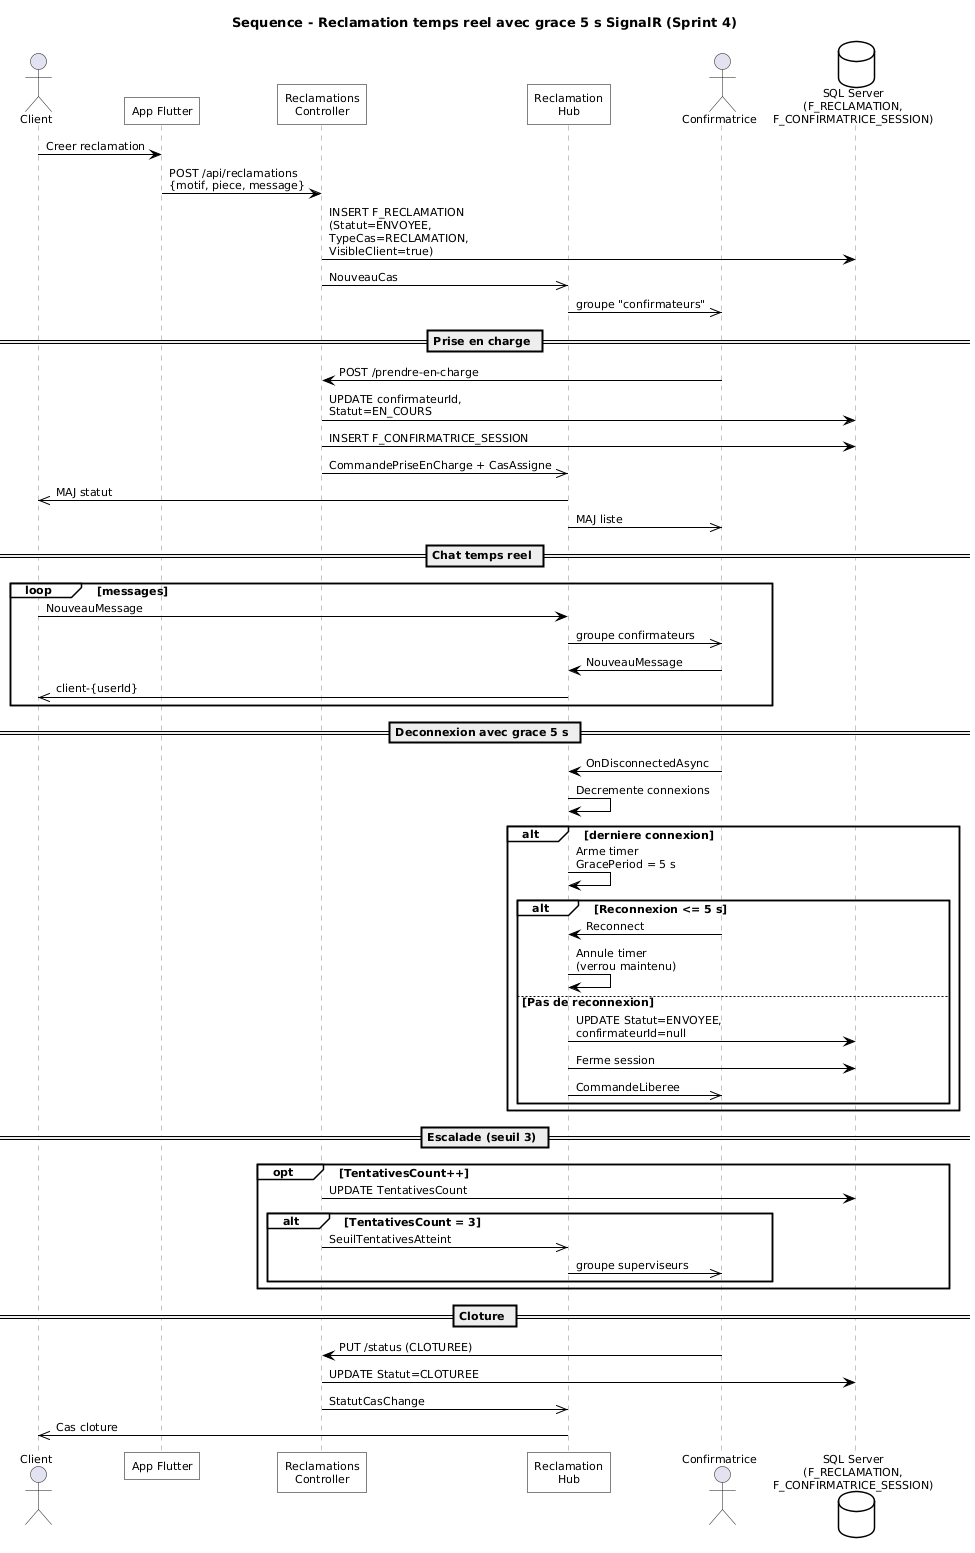 Sequence - Reclamation temps reel avec grace 5 s SignalR (Sprint 4)
Client
App Flutter
Reclamations
Controller
Reclamation
Hub
Confirmatrice
SQL Server
(F_RECLAMATION,
F_CONFIRMATRICE_SESSION)
Creer reclamation
POST /api/reclamations
{motif, piece, message}
INSERT F_RECLAMATION
(Statut=ENVOYEE,
TypeCas=RECLAMATION,
VisibleClient=true)
NouveauCas
groupe "confirmateurs"
Prise en charge
POST /prendre-en-charge
UPDATE confirmateurId,
Statut=EN_COURS
INSERT F_CONFIRMATRICE_SESSION
CommandePriseEnCharge + CasAssigne
MAJ statut
MAJ liste
Chat temps reel
loop [messages]
NouveauMessage
groupe confirmateurs
NouveauMessage
client-{userId}
Deconnexion avec grace 5 s
OnDisconnectedAsync
Decremente connexions
alt [derniere connexion]
Arme timer
GracePeriod = 5 s
alt [Reconnexion <= 5 s]
Reconnect
Annule timer
(verrou maintenu)
[Pas de reconnexion]
UPDATE Statut=ENVOYEE,
confirmateurId=null
Ferme session
CommandeLiberee
Escalade (seuil 3)
opt [TentativesCount++]
UPDATE TentativesCount
alt [TentativesCount = 3]
SeuilTentativesAtteint
groupe superviseurs
Cloture
PUT /status (CLOTUREE)
UPDATE Statut=CLOTUREE
StatutCasChange
Cas cloture
Client
App Flutter
Reclamations
Controller
Reclamation
Hub
Confirmatrice
SQL Server
(F_RECLAMATION,
F_CONFIRMATRICE_SESSION)